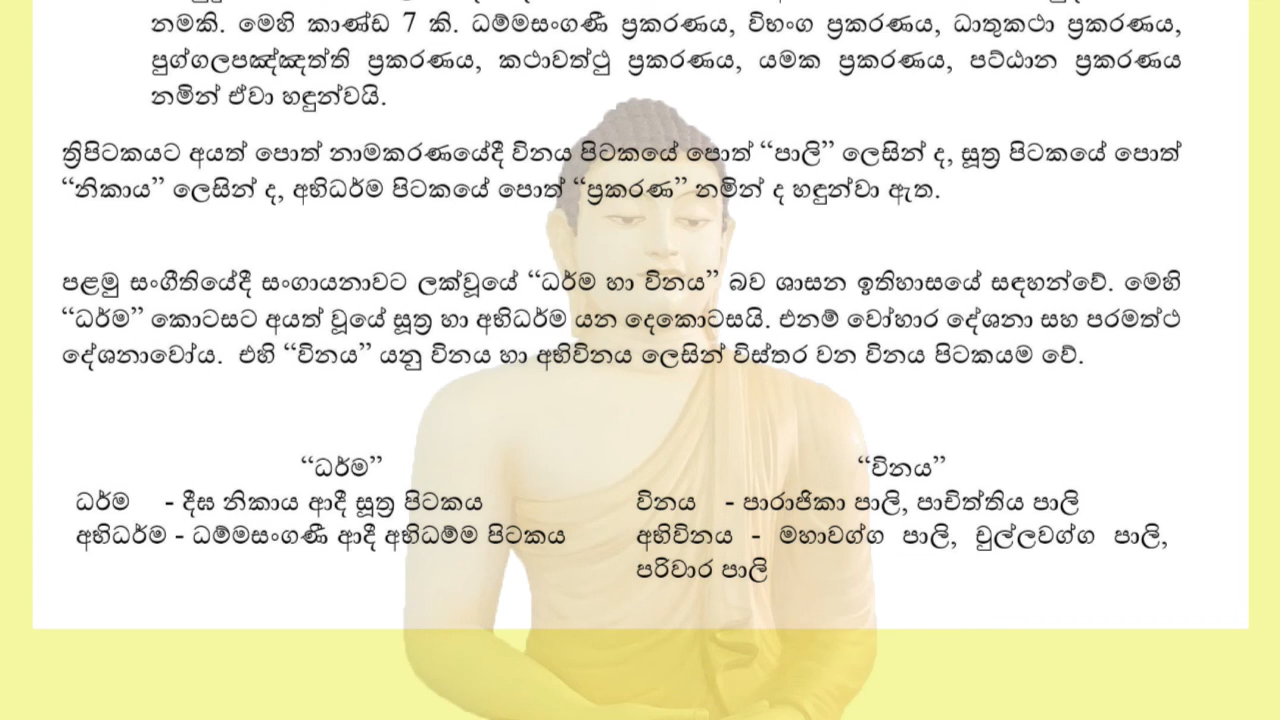 නමකි. මෙහි කාණ්ඩ 7 කි. ධම්මසංගණී ප්‍රකරණය, විභංග ප්‍රකරණය, ධාතුකථා ප්‍රකරණය,
පුග්ගලපඤ්ඤත්ති ප්‍රකරණය, කථාවත්ථු ප්‍රකරණය, යමක ප්‍රකරණය, පට්ඨාන ප්‍රකරණය
නමින් ඒවා හඳුන්වයි.
ත්‍රිපිටකයට අයත් පොත් නාමකරණයේදී විනය පිටකයේ පොත් “පාලි” ලෙසින් ද, සූත්‍ර පිටකයේ පොත්
“නිකාය” ලෙසින් ද, අභිධර්ම පිටකයේ පොත් “ප්‍රකරණ” නමින් ද හඳුන්වා ඇත.
පළමු සංගීතියේදී සංගායනාවට ලක්වූයේ “ධර්ම හා විනය” බව ශාසන ඉතිහාසයේ සඳහන්වේ. මෙහි
“ධර්ම” කොටසට අයත් වූයේ සූත්‍ර හා අභිධර්ම යන දෙකොටසයි. එනම් වෝහාර දේශනා සහ පරමත්ථ
දේශනාවෝය. එහි “විනය” යනු විනය හා අභිවිනය ලෙසින් විස්තර වන විනය පිටකයම වේ.
“ධර්ම” “විනය”
ධර්ම - දීඝ නිකාය ආදී සූත්‍ර පිටකය විනය - පාරාජිකා පාලි, පාචිත්තිය පාලි
අභිධර්ම - ධම්මසංගණී ආදී අභිධම්ම පිටකය අභිවිනය - මහාවග්ග පාලි, චුල්ලවග්ග පාලි,
පරිවාර පාලි